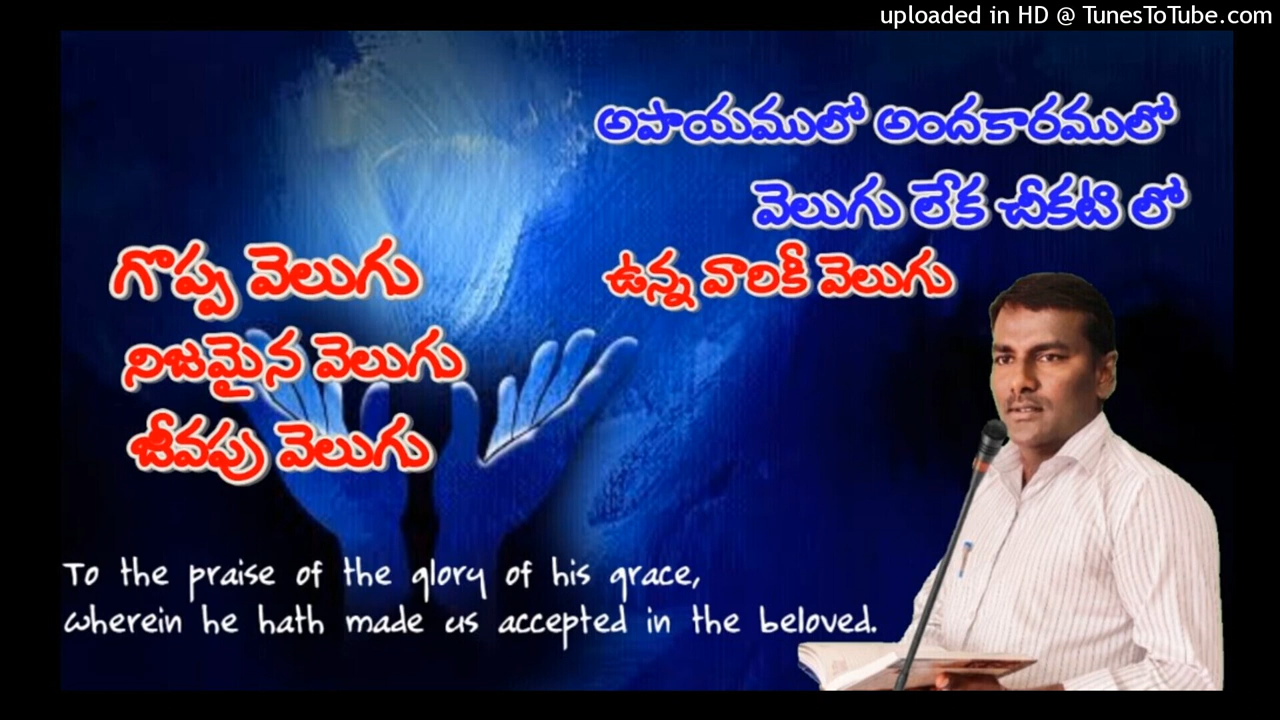 uploaded in HD @ TunesToTube.com
అపాయములో అందకారములో
వెలుగు లేక చీకటి లో
ఉన్న వారికీ వెలుగు
గొప్ప వెలుగు
నిజమైన వెలుగు
జీవపు వెలుగు
To the praise of the glory of his grace,
wherein he hath made us accepted in the beloved.